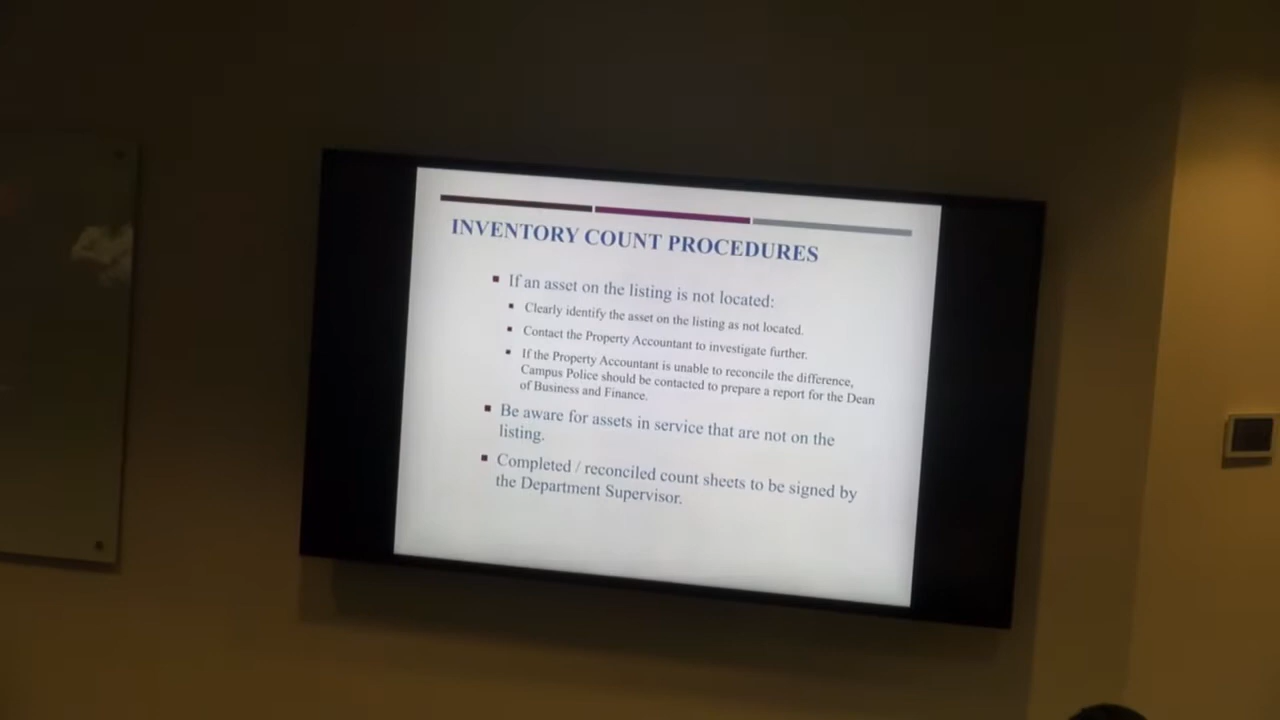 INVENTORY COUNT PROCEDURES
If an asset on the listing is not located:
Clearly identify the asset on the listing as not located.
Contact the Property Accountant to investigate further.
If the Property Accountant is unable to reconcile the difference,
Campus Police should be contacted to prepare a report for the Dean
of Business and Finance.
Be aware for assets in service that are not on the
listing.
Completed / reconciled count sheets to be signed by
the Department Supervisor.